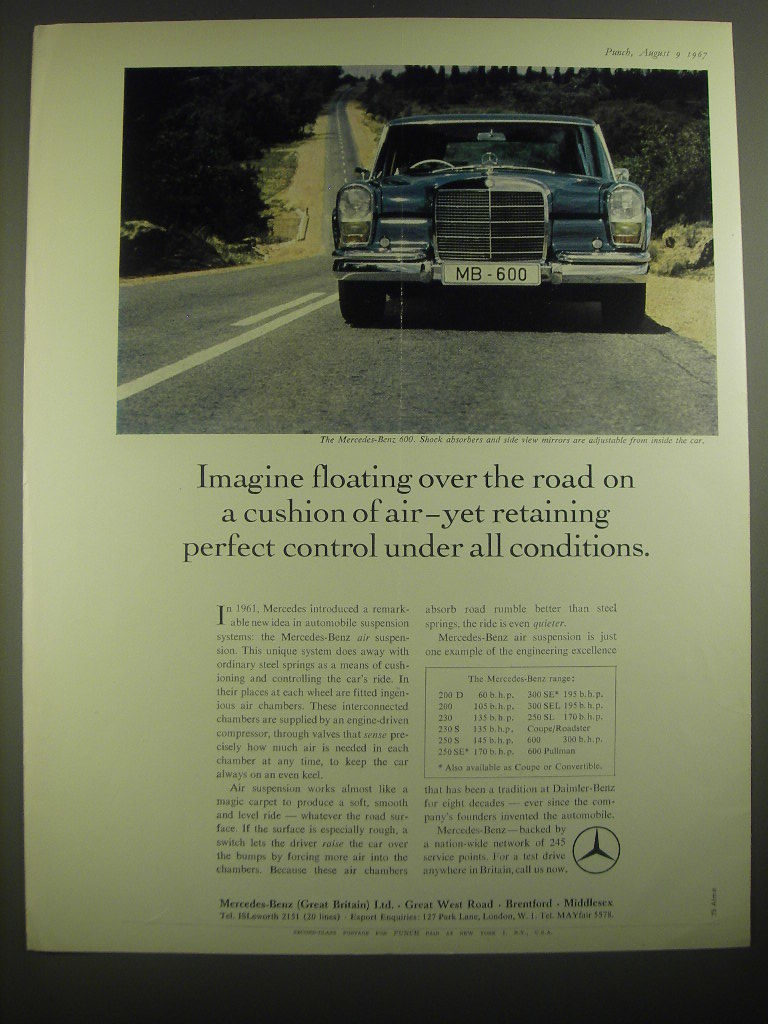 Punch, August 9 1967
MB - 600
The Mercedes-Benz 600. Shock absorbers and side view mirrors are adjustable from inside the car.
Imagine floating over the road on
a cushion of air–yet retaining
perfect control under all conditions.
In 1961, Mercedes introduced a remark-
able new idea in automobile suspension
systems: the Mercedes-Benz air suspen-
sion. This unique system does away with
ordinary steel springs as a means of cush-
ioning and controlling the car's ride. In
their places at each wheel are fitted ingen-
ious air chambers. These interconnected
chambers are supplied by an engine-driven
compressor, through valves that sense pre-
cisely how much air is needed in each
chamber at any time, to keep the car
always on an even keel.
Air suspension works almost like a
magic carpet to produce a soft, smooth
and level ride — whatever the road sur-
face. If the surface is especially rough, a
switch lets the driver raise the car over
the bumps by forcing more air into the
chambers. Because these air chambers
absorb road rumble better than steel
springs, the ride is even quieter.
Mercedes-Benz air suspension is just
one example of the engineering excellence
The Mercedes-Benz range:
200 D 60 b.h.p. 300 SE* 195 b.h.p.
200 105 b.h.p. 300 SEL 195 b.h.p.
230 135 b.h.p. 250 SL 170 b.h.p.
230 S 135 b.h.p. Coupe/Roadster
250 S 145 b.h.p. 600 300 b.h.p.
250 SE* 170 b.h.p. 600 Pullman
* Also available as Coupe or Convertible.
that has been a tradition at Daimler-Benz
for eight decades — ever since the com-
pany's founders invented the automobile.
Mercedes-Benz—backed by
a nation-wide network of 245
service points. For a test drive
anywhere in Britain, call us now.
Mercedes-Benz (Great Britain) Ltd. · Great West Road · Brentford · Middlesex
Tel. ISLeworth 2151 (20 lines) · Export Enquiries: 127 Park Lane, London, W. 1. Tel. MAYfair 5578.
SECOND-CLASS POSTAGE FOR PUNCH PAID AT NEW YORK 1, N.Y., U.S.A.